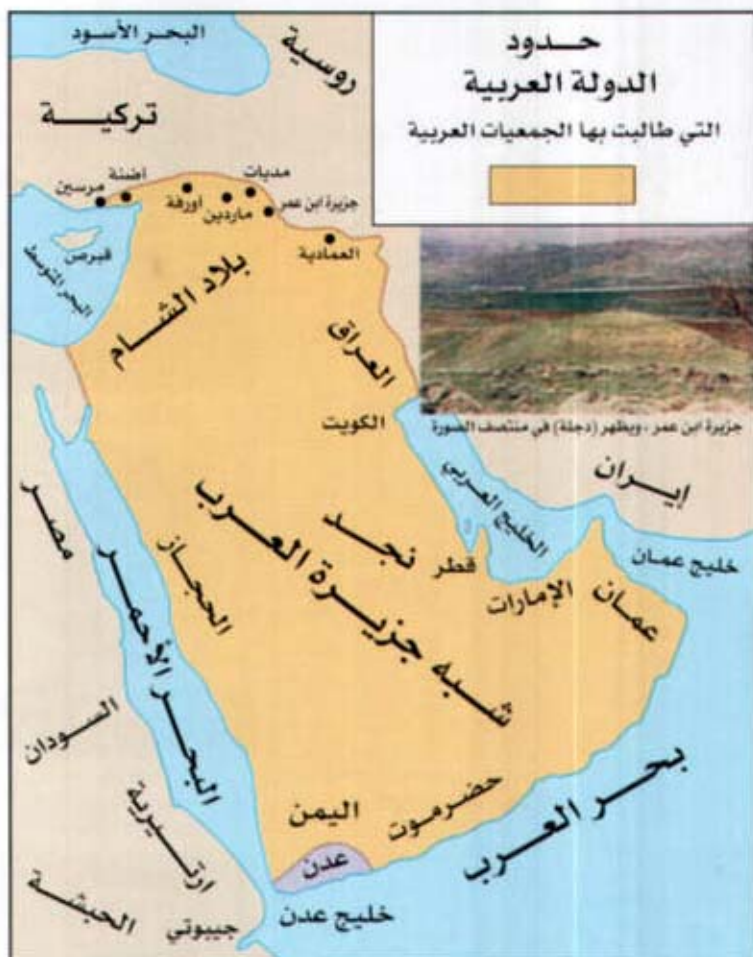 حدود
الدولة العربية
التي طالبت بها الجمعيات العربية
البحر الأسود
روسية
تركية
مديات
اضنة
مرسين
اورفة
ماردين
جزيرة ابن عمر
العمادية
قبرص
البحر المتوسط
بلاد الشام
العراق
الكويت
جزيرة ابن عمر ، ويظهر (دجلة) في منتصف الصورة
إيران
الخليج العربي
خليج عمان
مصر
نجد
قطر
الإمارات
عمان
الحجاز
شبه جزيرة العرب
البحر الأحمر
السودان
حضرموت
بحر العرب
ارتيرية
اليمن
عدن
الحبشة
جيبوتي
خليج عدن